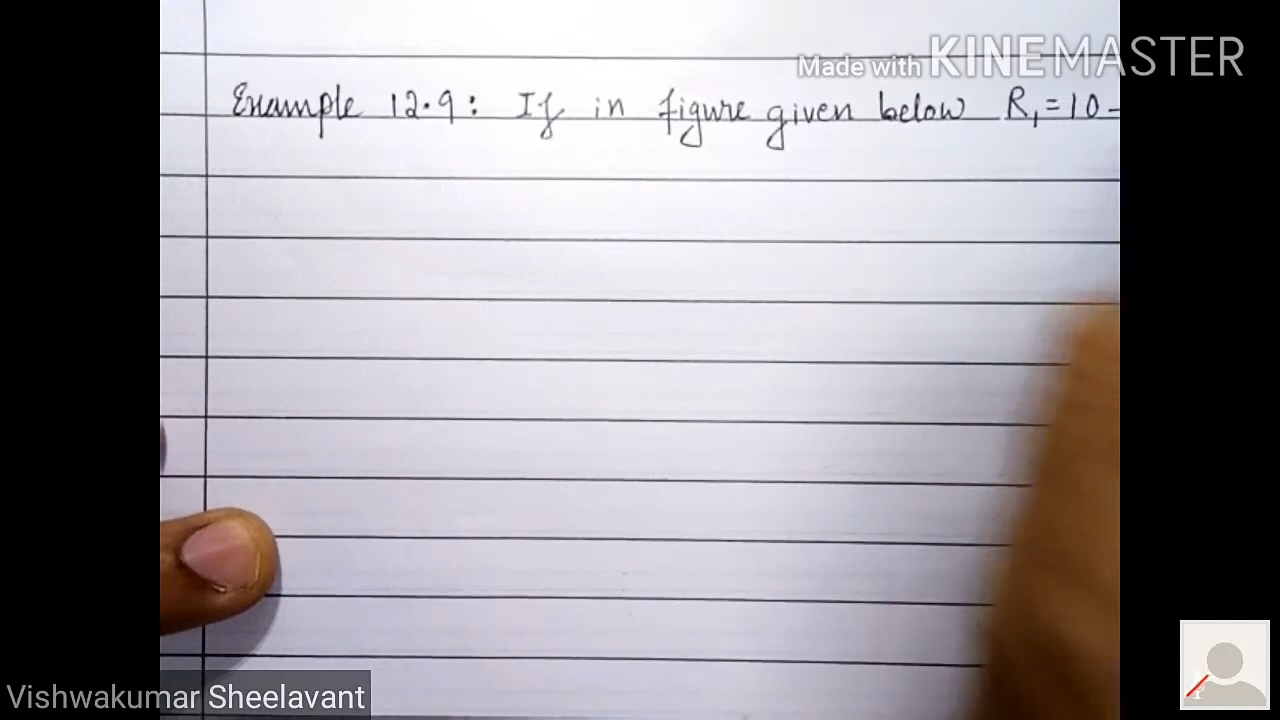 Made with KINEMASTER
Example 12.9: If in figure given below R₁=10
Vishwakumar Sheelavant